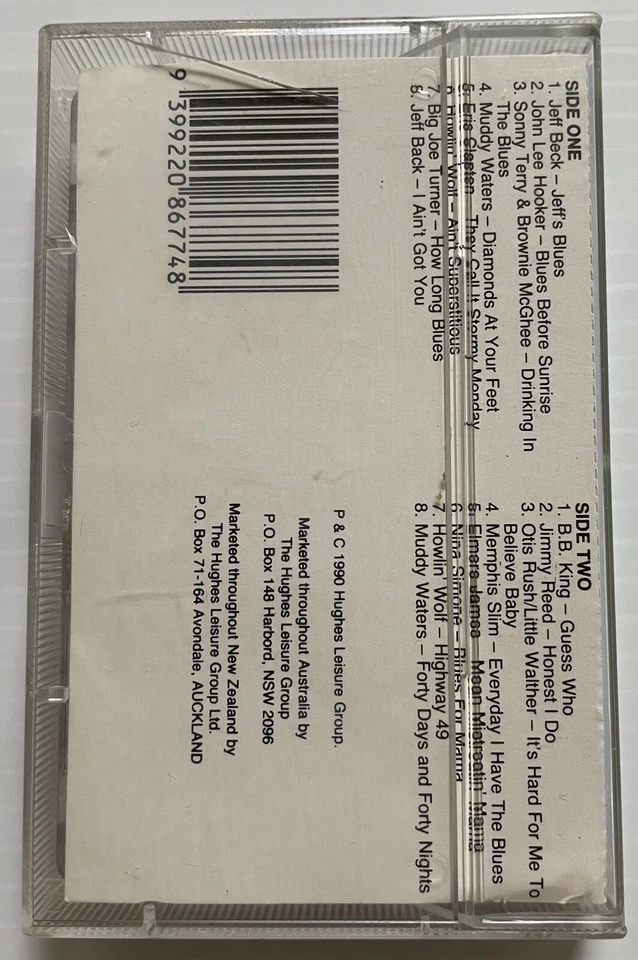 SIDE ONE
1. Jeff Beck – Jeff's Blues
2. John Lee Hooker – Blues Before Sunrise
3. Sonny Terry & Brownie McGhee – Drinking In
The Blues
4. Muddy Waters – Diamonds At Your Feet
5. Eric Clapton – They Call It Stormy Monday
6. Howlin' Wolf – Ain't Superstitious
7. Big Joe Turner – How Long Blues
8. Jeff Back – I Ain't Got You
SIDE TWO
1. B.B. King – Guess Who
2. Jimmy Reed – Honest I Do
3. Otis Rush/Little Walther – It's Hard For Me To
Believe Baby
4. Memphis Slim – Everyday I Have The Blues
5. Elmore James – Mean Mistreatin' Mama
6. Nina Simone – Blues For Mama
7. Howlin' Wolf – Highway 49
8. Muddy Waters – Forty Days and Forty Nights
P & C 1990 Hughes Leisure Group.
Marketed throughout Australia by
The Hughes Leisure Group
P.O. Box 148 Harbord, NSW 2096
Marketed throughout New Zealand by
The Hughes Leisure Group Ltd.
P.O. Box 71-164 Avondale, AUCKLAND
9 399220 867748